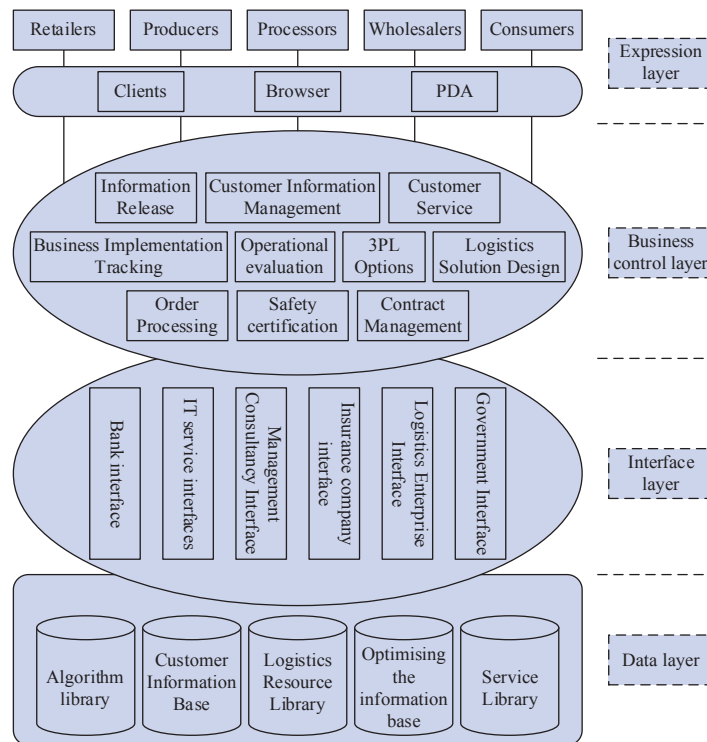 Retailers
Producers
Processors
Wholesalers
Consumers
Expression
layer
Clients
Browser
PDA
Information
Release
Customer Information
Management
Customer
Service
Business Implementation
Tracking
Operational
evaluation
3PL
Options
Logistics
Solution Design
Business
control layer
Order
Processing
Safety
certification
Contract
Management
Bank interface
IT service interfaces
Management
Consultancy Interface
Insurance company
interface
Logistics Enterprise
Interface
Government Interface
Interface
layer
Algorithm
library
Customer
Information
Base
Logistics
Resource
Library
Optimising
the
information
base
Service
Library
Data layer